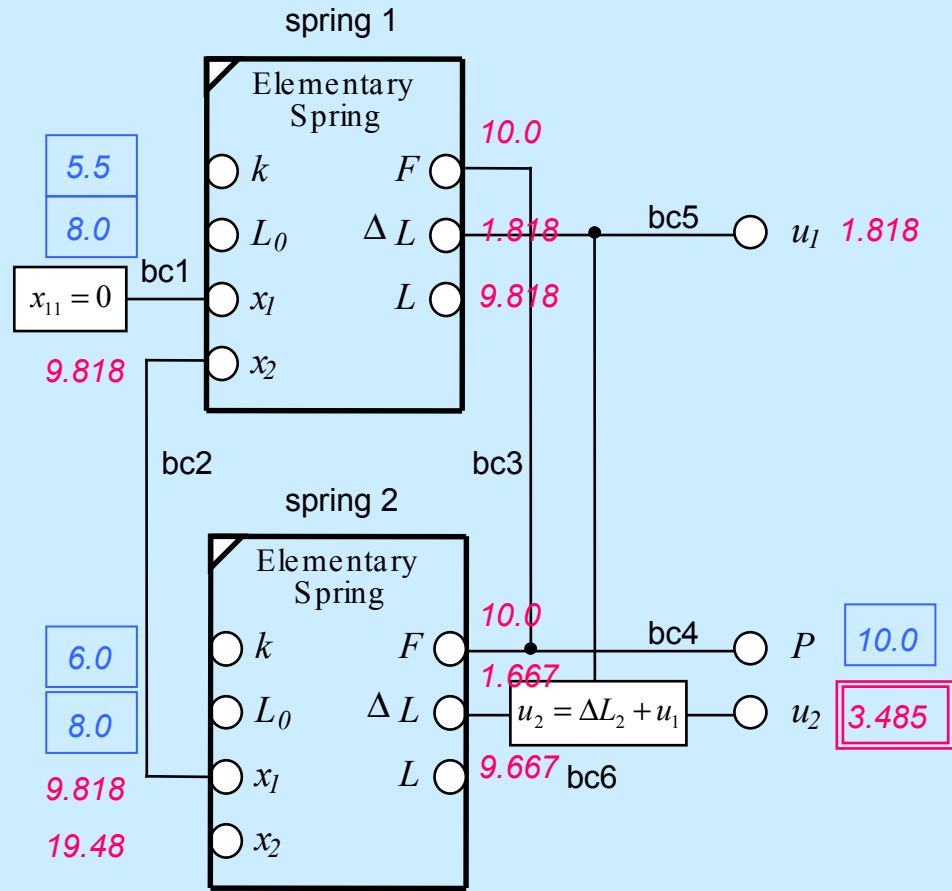 spring 1
Elementary
Spring
10.0
5.5
k
F
8.0
L₀
Δ L
1.818
bc5
u₁
1.818
bc1
x₁₁ = 0
x₁
L
9.818
9.818
x₂
bc2
bc3
spring 2
Elementary
Spring
10.0
6.0
k
F
bc4
P
10.0
1.667
8.0
L₀
Δ L
u₂ = ΔL₂ + u₁
u₂
3.485
9.818
x₁
L
9.667
bc6
19.48
x₂